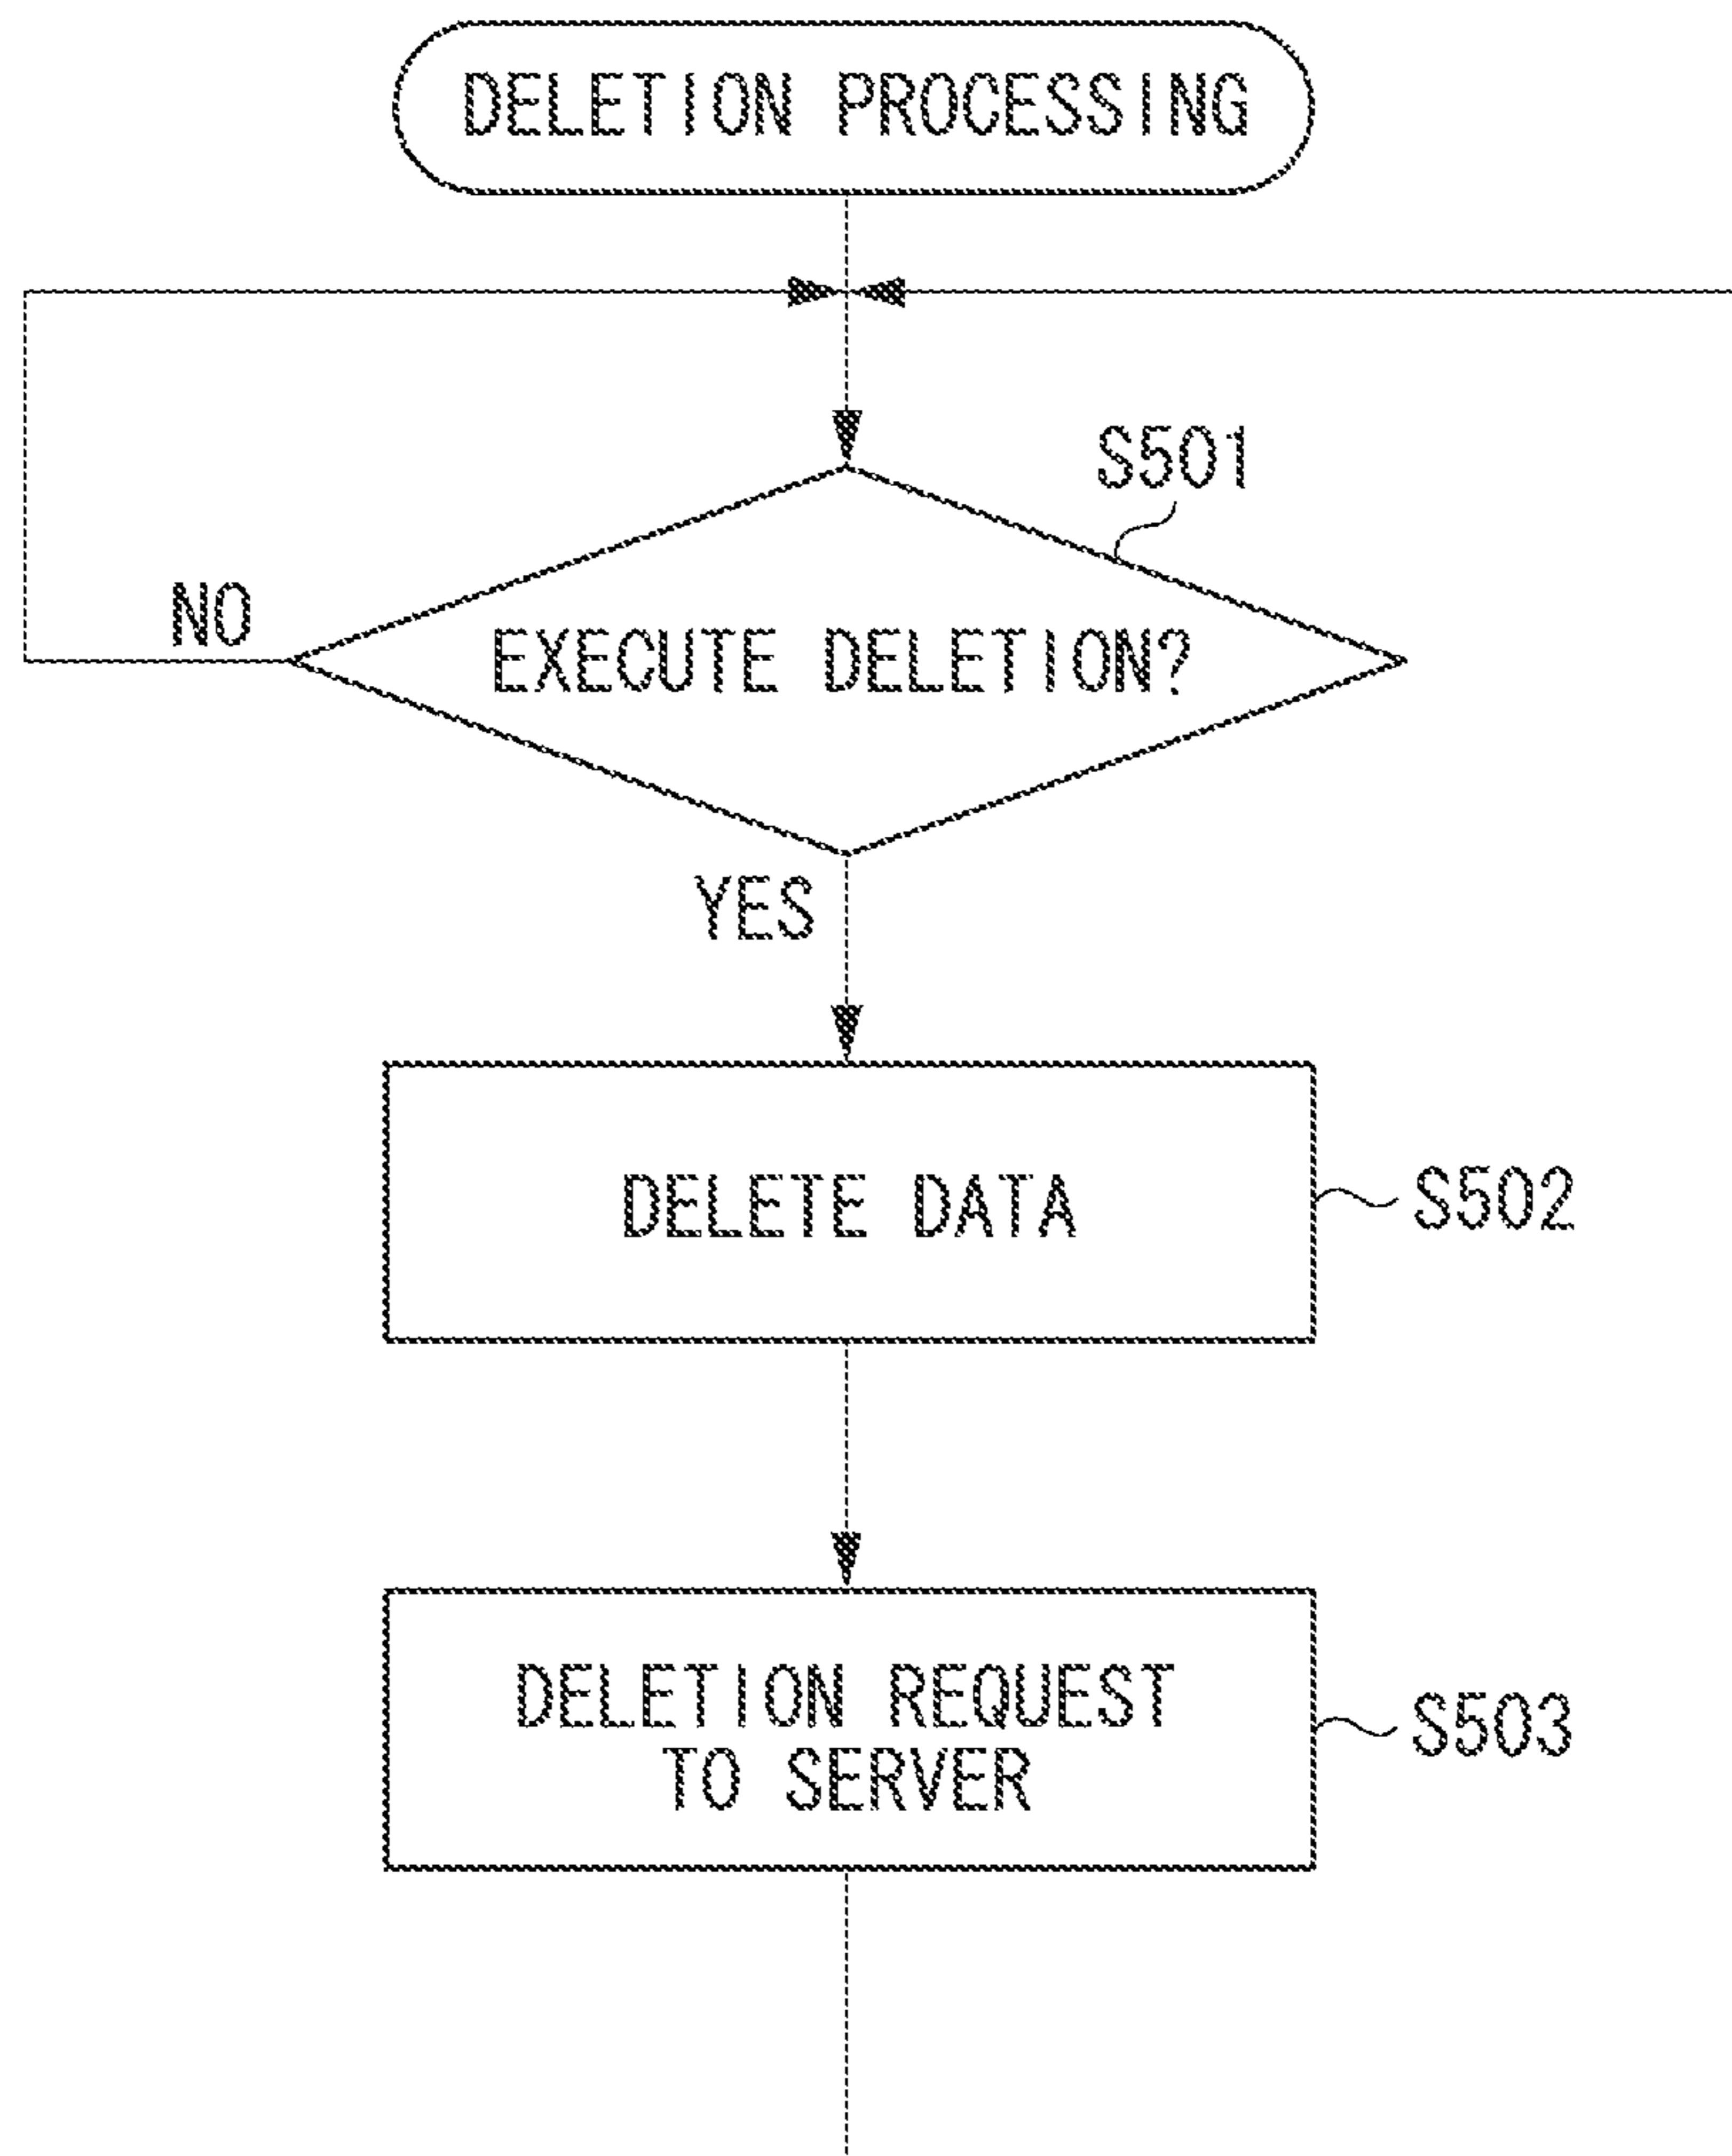 DELETION PROCESSING
S501
NO
EXECUTE DELETION?
YES
DELETE DATA
S502
DELETION REQUEST
TO SERVER
S503